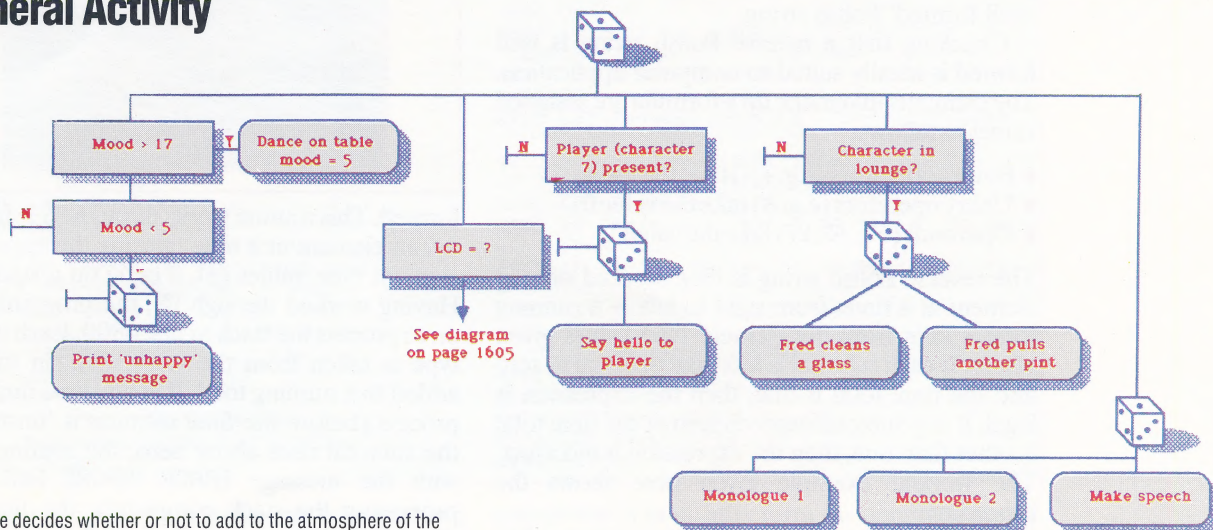 neral Activity
Mood > 17
Y
Dance on table
mood = 5
N
Mood < 5
Print 'unhappy'
message
LCD = ?
See diagram
on page 1605
N
Player (character
7) present?
Y
Say hello to
player
N
Character in
lounge?
Y
Fred cleans
a glass
Fred pulls
another pint
Monologue 1
Monologue 2
Make speech
e decides whether or not to add to the atmosphere of the